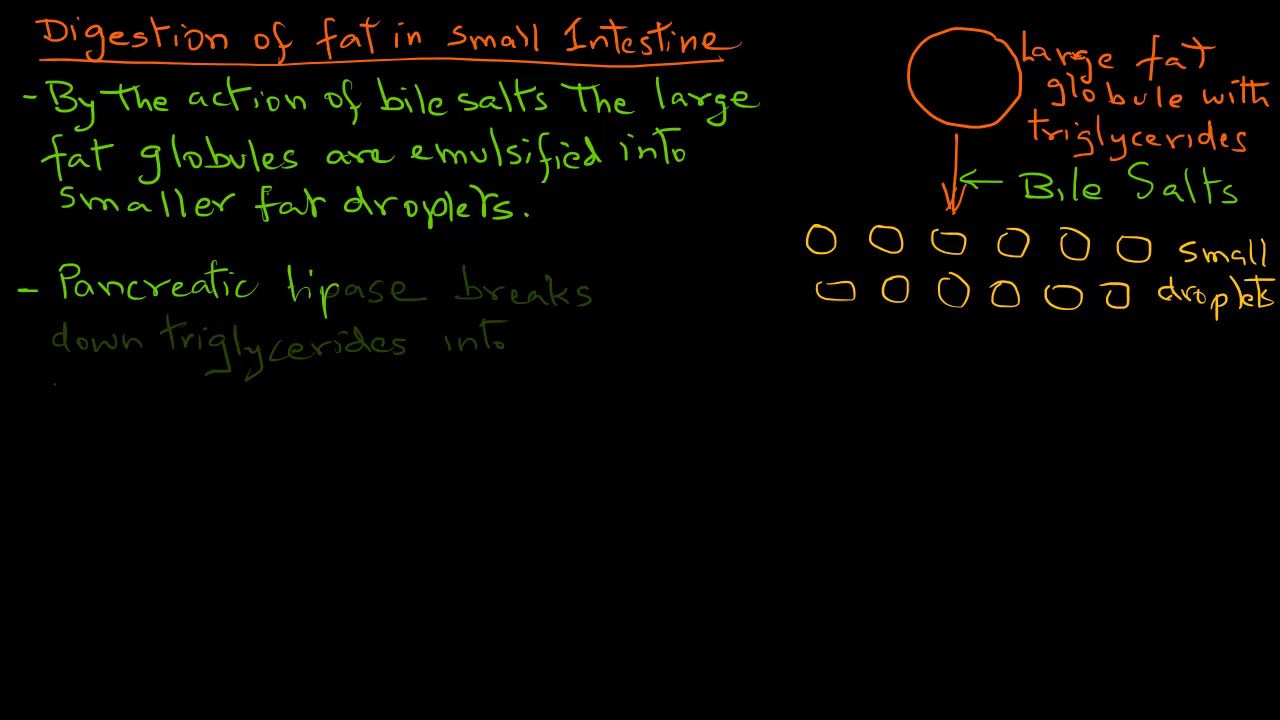 Digestion of fat in small Intestine
- By the action of bile salts the large
fat globules are emulsified into
smaller fat droplets.
- Pancreatic lipase breaks
down triglycerides into
Large fat
globule with
triglycerides
Bile Salts
small
droplets